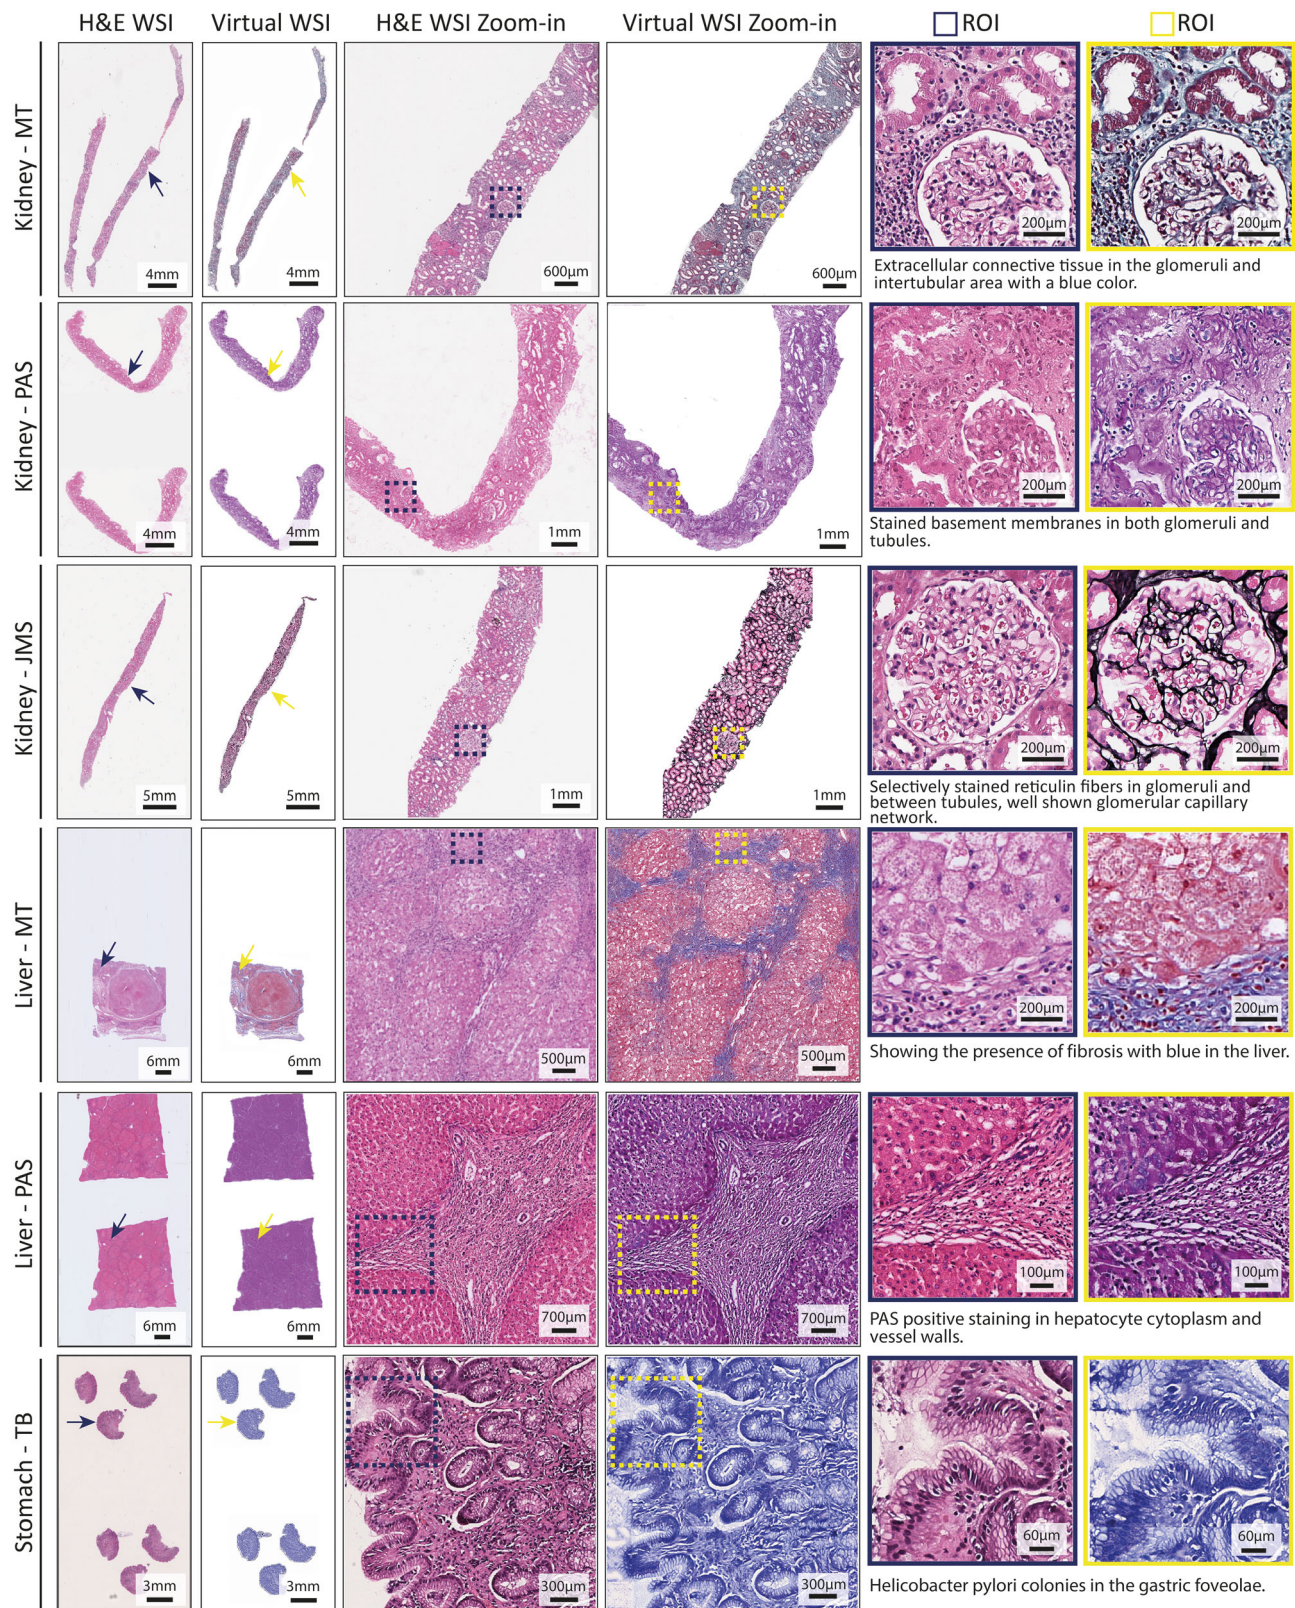 H&E WSI
Virtual WSI
H&E WSI Zoom-in
Virtual WSI Zoom-in
ROI
ROI
Kidney - MT
4mm
4mm
600µm
600µm
200µm
200µm
Extracellular connective tissue in the glomeruli and
intertubular area with a blue color.
Kidney - PAS
4mm
4mm
1mm
1mm
200µm
200µm
Stained basement membranes in both glomeruli and
tubules.
Kidney - JMS
5mm
5mm
1mm
1mm
200µm
200µm
Selectively stained reticulin fibers in glomeruli and
between tubules, well shown glomerular capillary
network.
Liver - MT
6mm
6mm
500µm
500µm
200µm
200µm
Showing the presence of fibrosis with blue in the liver.
Liver - PAS
6mm
6mm
700µm
700µm
100µm
100µm
PAS positive staining in hepatocyte cytoplasm and
vessel walls.
Stomach - TB
3mm
3mm
300µm
300µm
60µm
60µm
Helicobacter pylori colonies in the gastric foveolae.